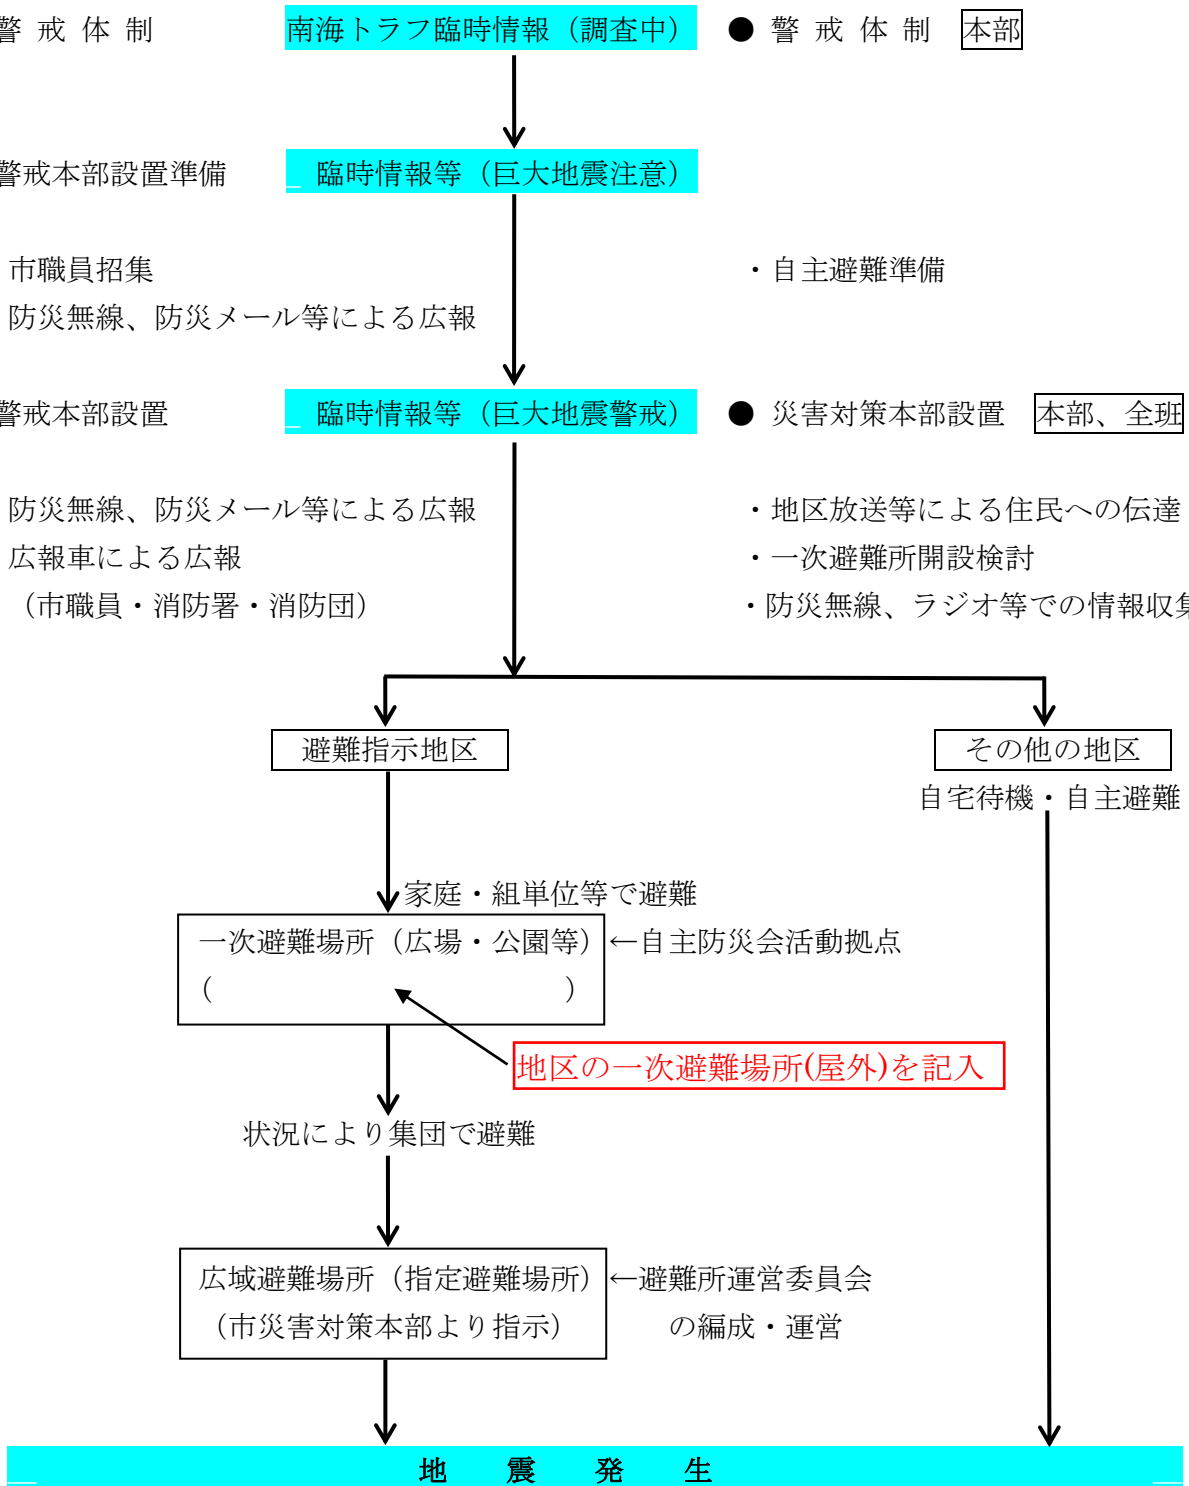 警 戒 体 制　南海トラフ臨時情報（調査中）　● 警 戒 体 制　本部
警戒本部設置準備　臨時情報等（巨大地震注意）
市職員招集　・自主避難準備
防災無線、防災メール等による広報
警戒本部設置　臨時情報等（巨大地震警戒）　● 災害対策本部設置　本部、全班
防災無線、防災メール等による広報　・地区放送等による住民への伝達
広報車による広報　・一次避難所開設検討
（市職員・消防署・消防団）　・防災無線、ラジオ等での情報収集
避難指示地区　その他の地区
自宅待機・自主避難
家庭・組単位等で避難
一次避難場所（広場・公園等）←自主防災会活動拠点
（　　　　　　　　　　　　）
地区の一次避難場所(屋外)を記入
状況により集団で避難
広域避難場所（指定避難場所）←避難所運営委員会
（市災害対策本部より指示）　の編成・運営
地　震　発　生